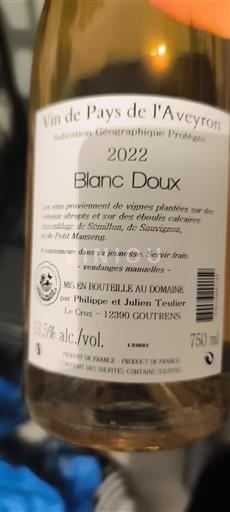 Vin de Pays de l'Aveyron
Indication Géographique Protégée
2022
Blanc Doux
Les vins proviennent de vignes plantées sur des
coteaux abrupts et sur des éboulis calcaires.
Assemblage de Sémillon, de Sauvignon,
et de Petit Manseng.
A consommer dans sa jeunesse. Servir frais.
- vendanges manuelles -
MIS EN BOUTEILLE AU DOMAINE
par Philippe et Julien Teulier
Le Cros - 12390 GOUTRENS
13,5% alc./vol.
750 ml
PRODUIT DE FRANCE - PRODUCT OF FRANCE
CONTIENT DES SULFITES. CONTAINS SULFITES